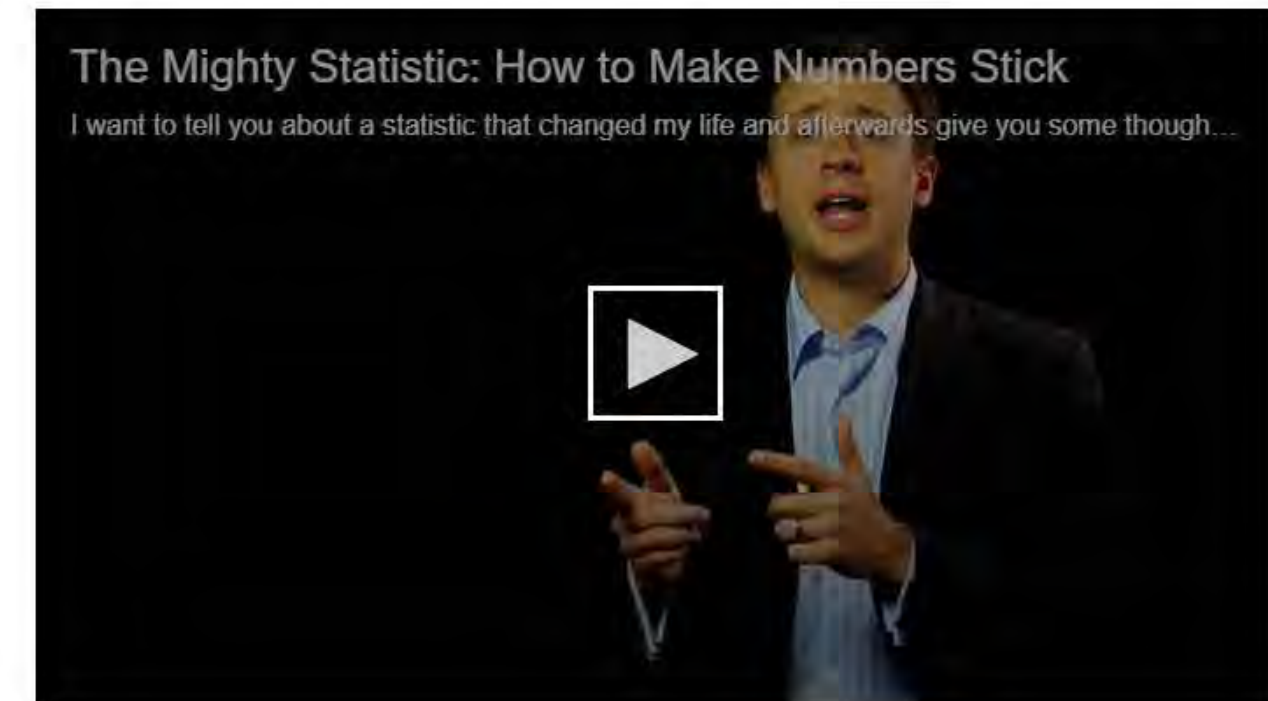 The Mighty Statistic: How to Make Numbers Stick
I want to tell you about a statistic that changed my life and afterwards give you some though...